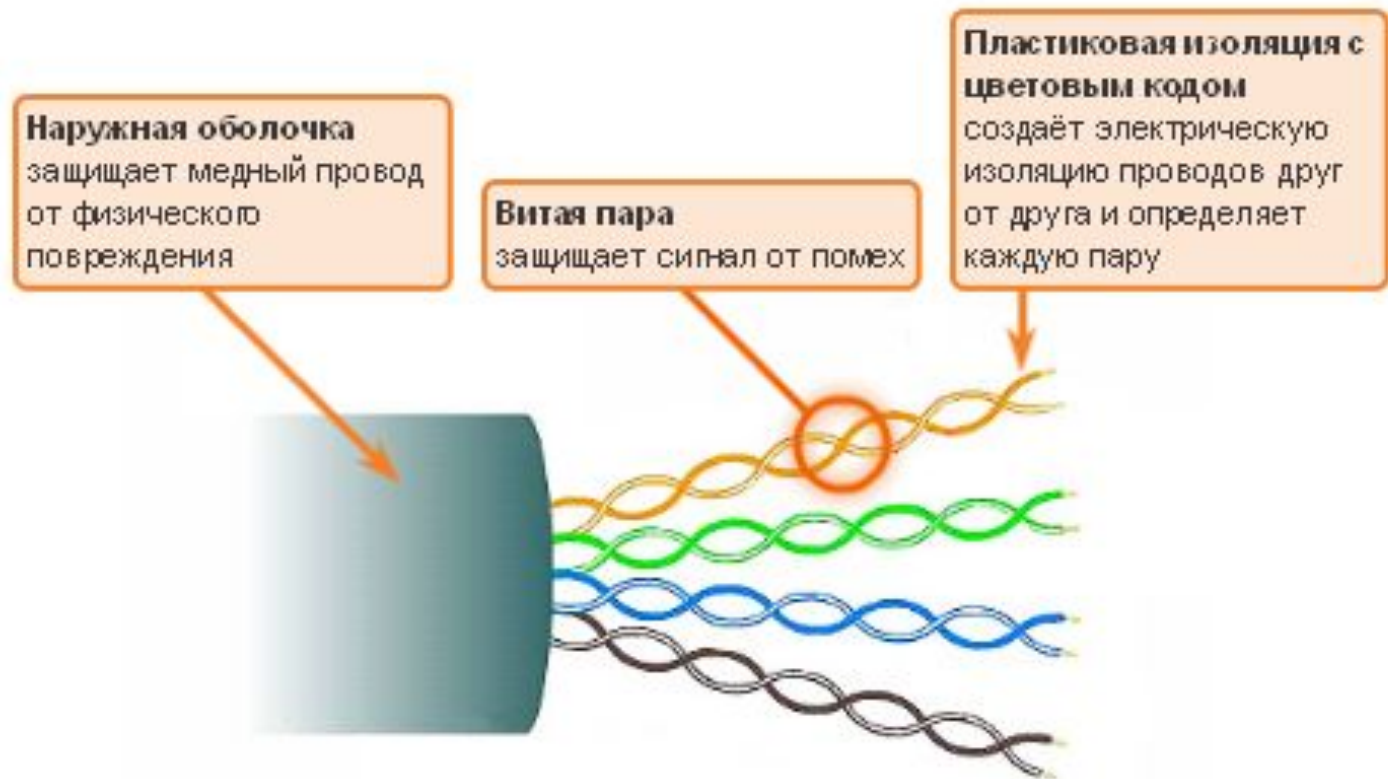 Наружная оболочка
защищает медный провод
от физического
повреждения
Витая пара
защищает сигнал от помех
Пластиковая изоляция с
цветовым кодом
создаёт электрическую
изоляцию проводов друг
от друга и определяет
каждую пару